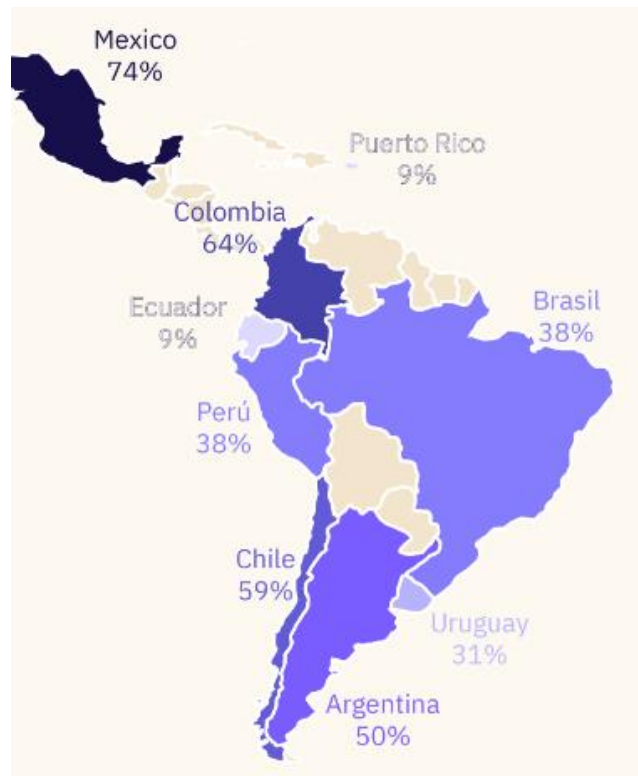 Mexico
74%
Puerto Rico
9%
Colombia
64%
Ecuador
9%
Brasil
38%
Perú
38%
Chile
59%
Uruguay
31%
Argentina
50%